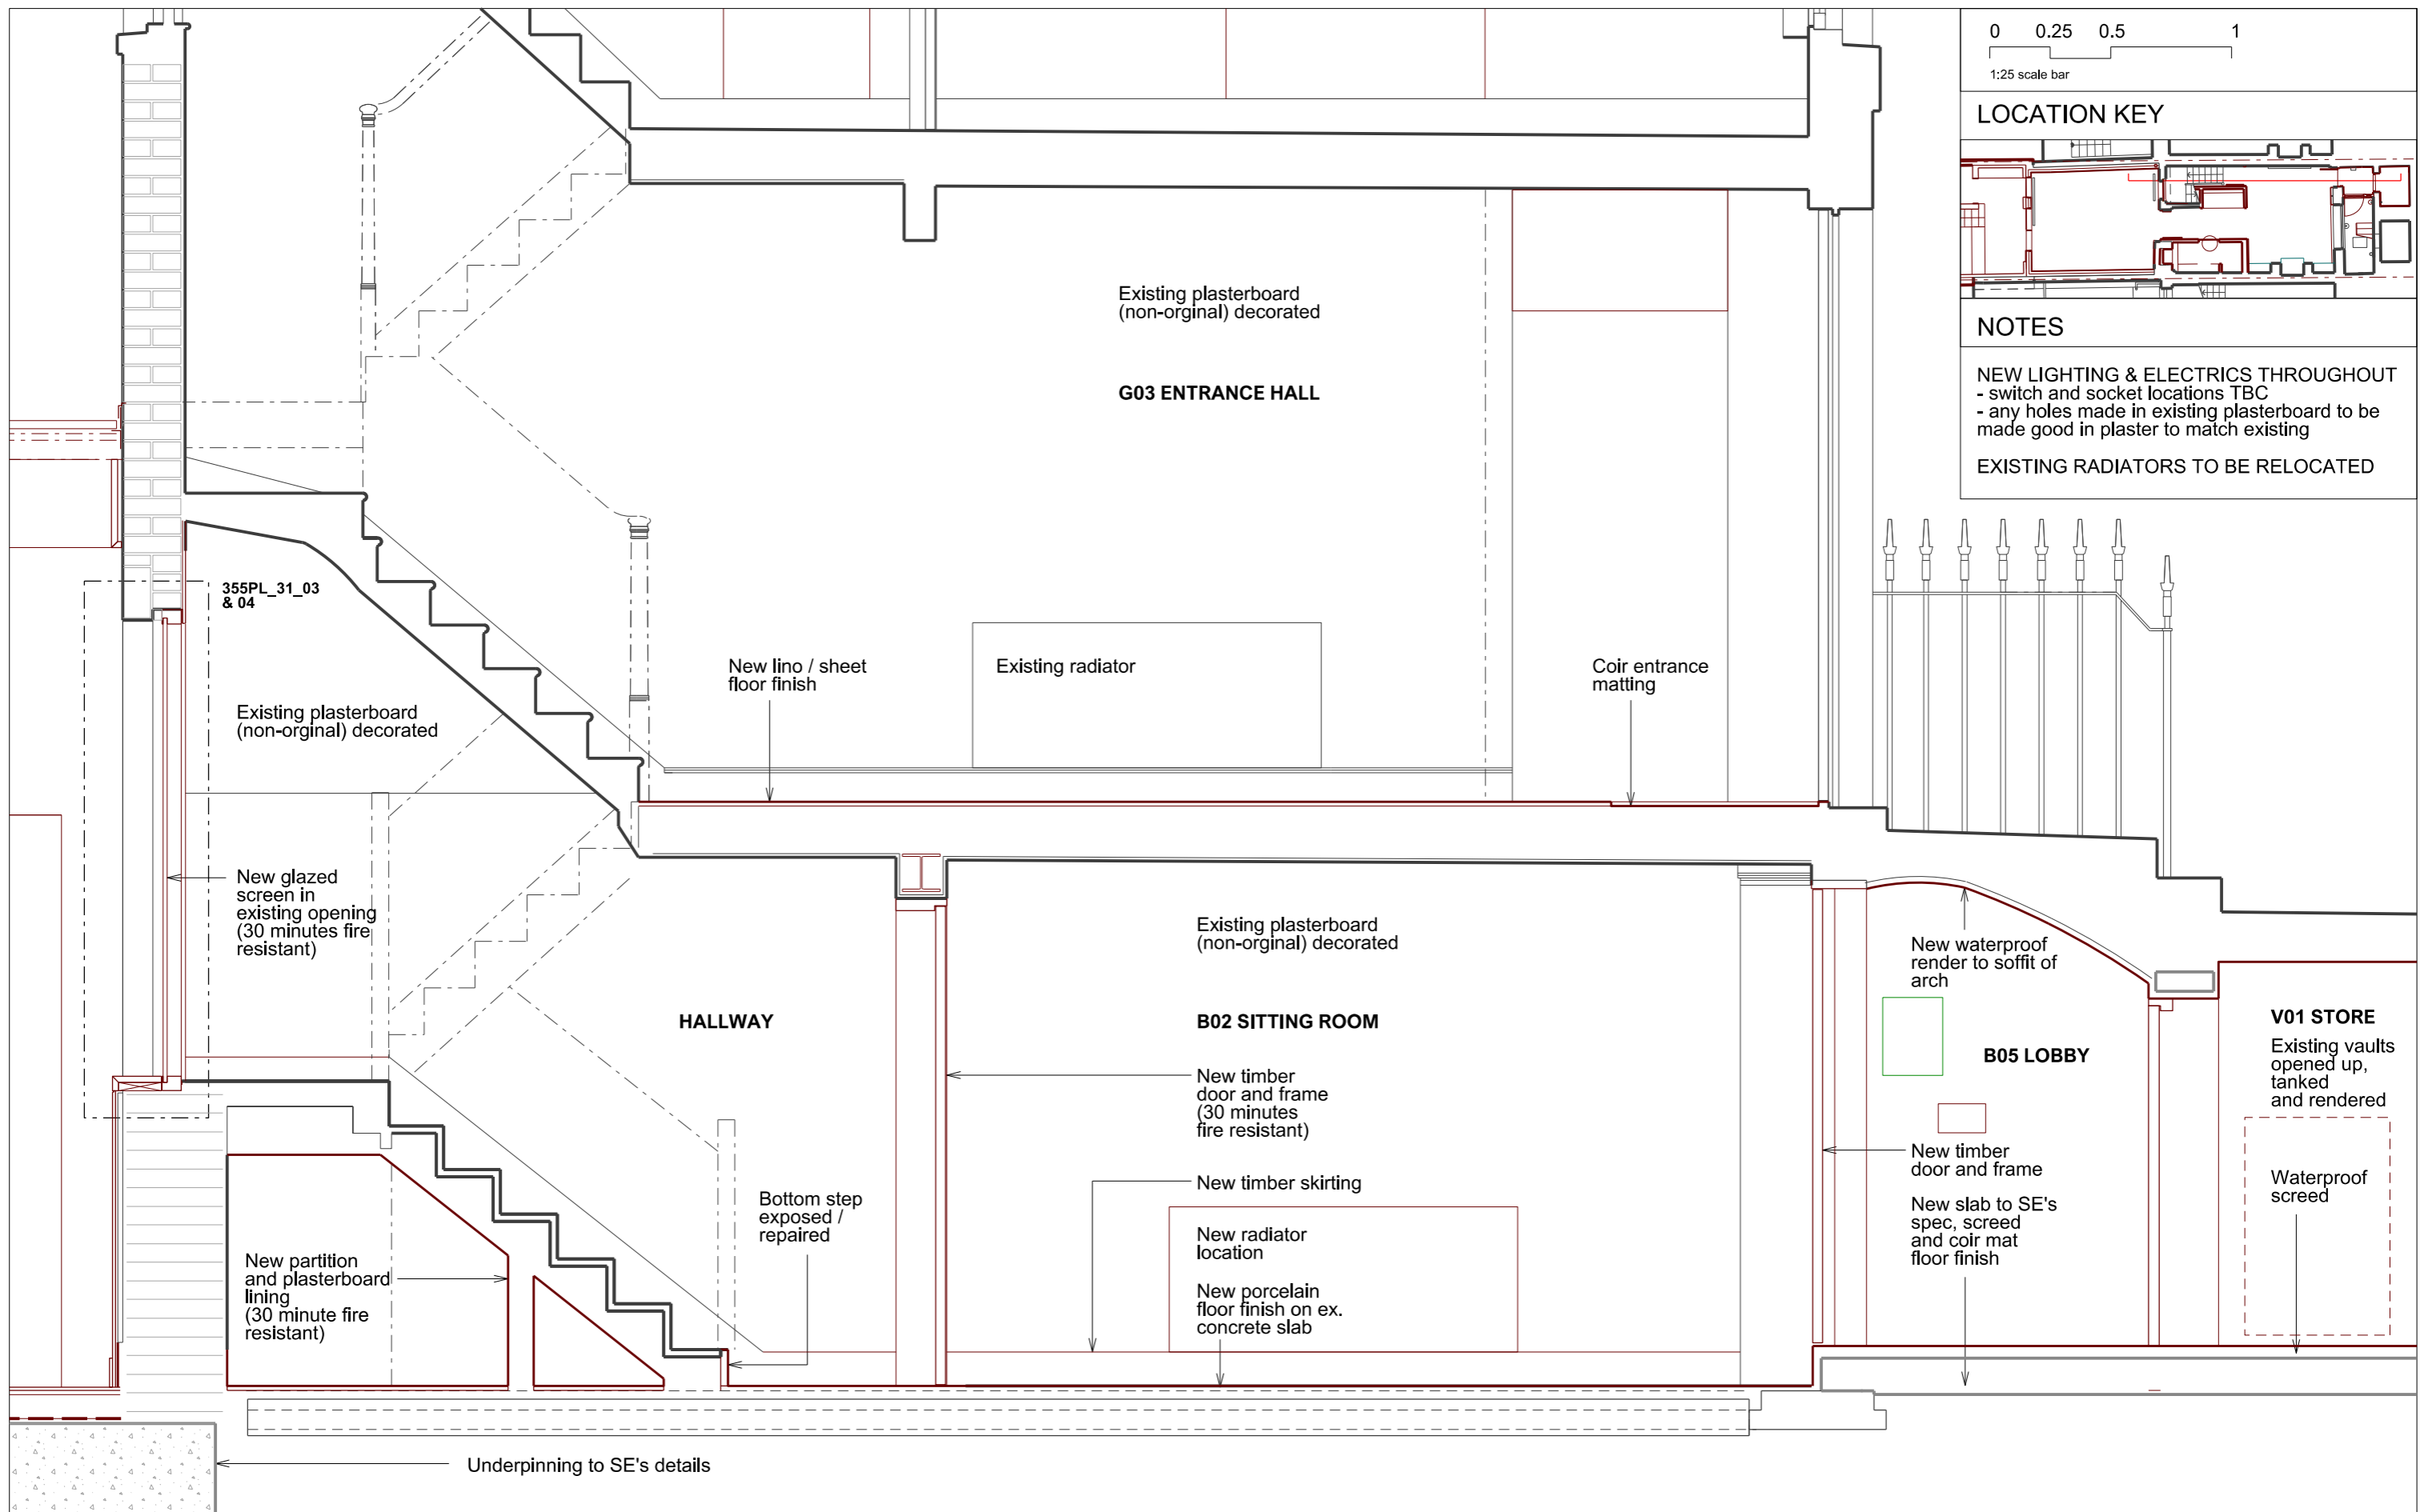 0 0.25 0.5 1
1:25 scale bar
LOCATION KEY
NOTES
NEW LIGHTING & ELECTRICS THROUGHOUT
- switch and socket locations TBC
- any holes made in existing plasterboard to be
made good in plaster to match existing
EXISTING RADIATORS TO BE RELOCATED
Existing plasterboard
(non-orginal) decorated
G03 ENTRANCE HALL
355PL_31_03
& 04
Existing plasterboard
(non-orginal) decorated
New lino / sheet
floor finish
Existing radiator
Coir entrance
matting
New glazed
screen in
existing opening
(30 minutes fire
resistant)
HALLWAY
Existing plasterboard
(non-orginal) decorated
B02 SITTING ROOM
New timber
door and frame
(30 minutes
fire resistant)
New timber skirting
New radiator
location
New porcelain
floor finish on ex.
concrete slab
Bottom step
exposed /
repaired
New partition
and plasterboard
lining
(30 minute fire
resistant)
New waterproof
render to soffit of
arch
B05 LOBBY
New timber
door and frame
New slab to SE's
spec, screed
and coir mat
floor finish
V01 STORE
Existing vaults
opened up,
tanked
and rendered
Waterproof
screed
Underpinning to SE's details